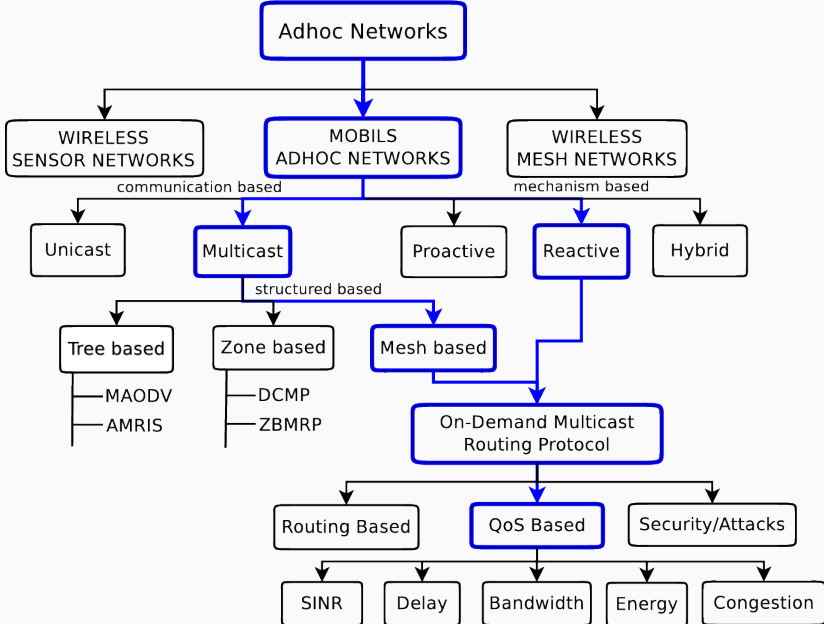 Adhoc Networks
WIRELESS
SENSOR NETWORKS
MOBILS
ADHOC NETWORKS
WIRELESS
MESH NETWORKS
communication based
mechanism based
Unicast
Multicast
Proactive
Reactive
Hybrid
structured based
Tree based
Zone based
Mesh based
MAODV
AMRIS
DCMP
ZBMRP
On-Demand Multicast
Routing Protocol
Routing Based
QoS Based
Security/Attacks
SINR
Delay
Bandwidth
Energy
Congestion